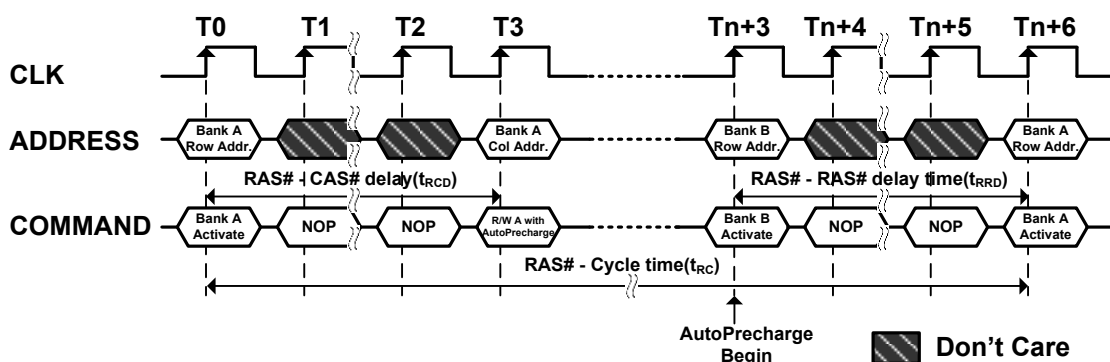 T0 T1 T2 T3 Tn+3 Tn+4 Tn+5 Tn+6
CLK
ADDRESS
Bank A
Row Addr.
Bank A
Col Addr.
Bank B
Row Addr.
Bank A
Row Addr.
RAS# - CAS# delay(tRCD)
RAS# - RAS# delay time(tRRD)
COMMAND
Bank A
Activate
NOP
NOP
R/W A with
AutoPrecharge
Bank B
Activate
NOP
NOP
Bank A
Activate
RAS# - Cycle time(tRC)
AutoPrecharge
Begin
Don't Care